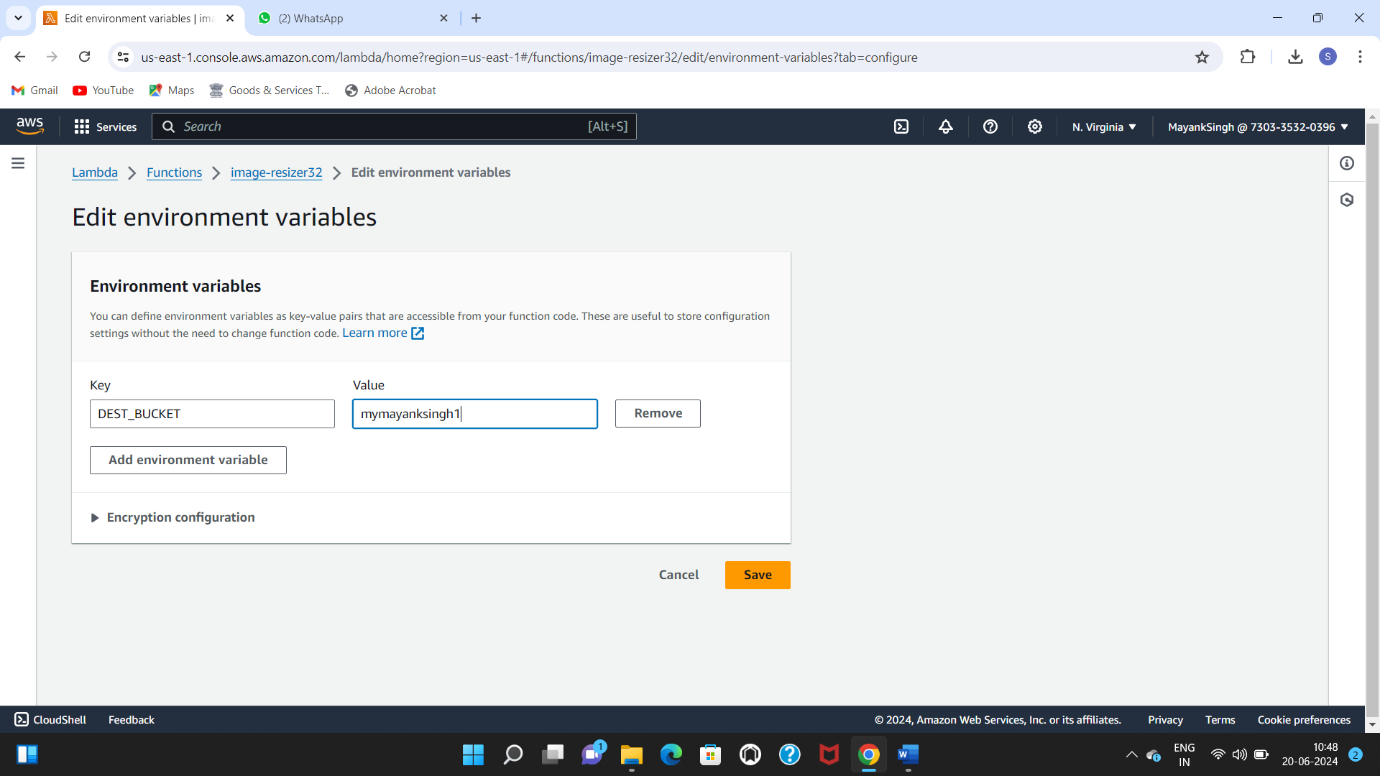 Edit environment variables | ima
(2) WhatsApp
us-east-1.console.aws.amazon.com/lambda/home?region=us-east-1#/functions/image-resizer32/edit/environment-variables?tab=configure
S
Gmail YouTube Maps Goods & Services T... Adobe Acrobat
aws Services Search [Alt+S] N. Virginia MayankSingh @ 7303-3532-0396
Lambda Functions image-resizer32 Edit environment variables
Edit environment variables
Environment variables
You can define environment variables as key-value pairs that are accessible from your function code. These are useful to store configuration
settings without the need to change function code. Learn more
Key Value
DEST_BUCKET mymayanksingh1 Remove
Add environment variable
Encryption configuration
Cancel Save
CloudShell Feedback © 2024, Amazon Web Services, Inc. or its affiliates. Privacy Terms Cookie preferences
1
ENG
IN
10:48
20-06-2024
2